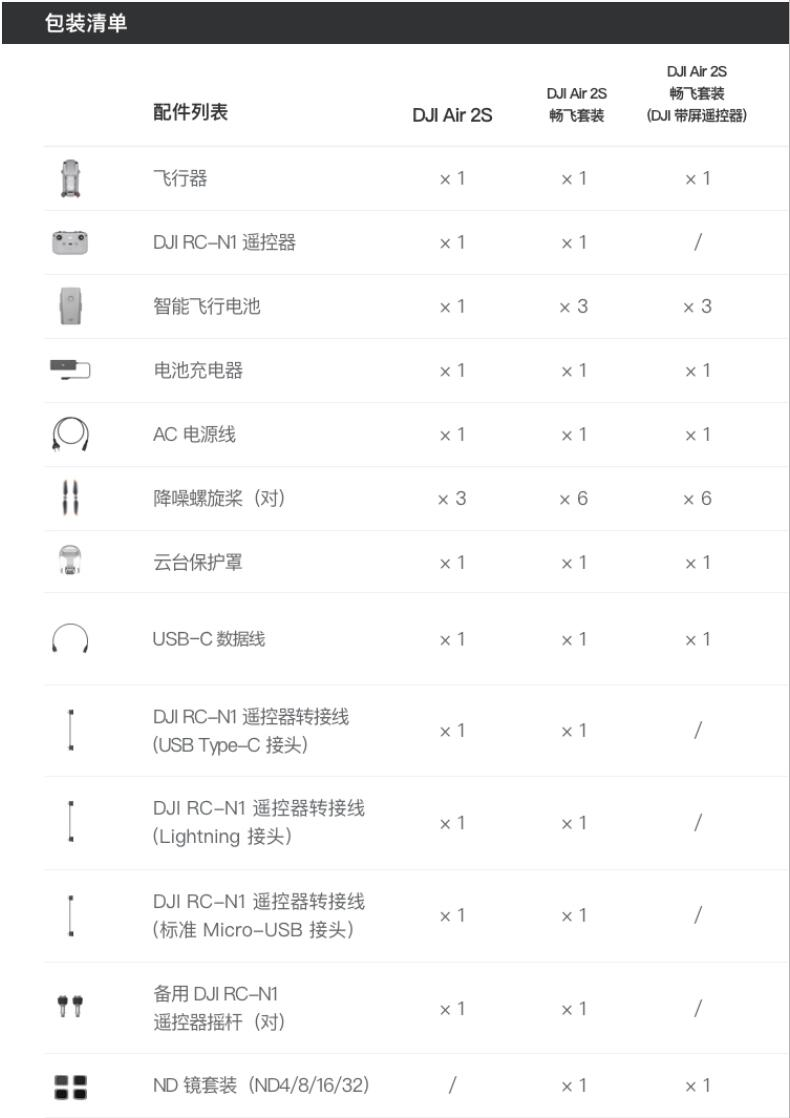 包装清单
配件列表 DJI Air 2S DJI Air 2S 畅飞套装 DJI Air 2S 畅飞套装 (DJI 带屏遥控器)
飞行器 × 1 × 1 × 1
DJI RC-N1 遥控器 × 1 × 1 /
智能飞行电池 × 1 × 3 × 3
电池充电器 × 1 × 1 × 1
AC 电源线 × 1 × 1 × 1
降噪螺旋桨（对） × 3 × 6 × 6
云台保护罩 × 1 × 1 × 1
USB-C 数据线 × 1 × 1 × 1
DJI RC-N1 遥控器转接线
(USB Type-C 接头) × 1 × 1 /
DJI RC-N1 遥控器转接线
(Lightning 接头) × 1 × 1 /
DJI RC-N1 遥控器转接线
(标准 Micro-USB 接头) × 1 × 1 /
备用 DJI RC-N1
遥控器摇杆（对） × 1 × 1 /
ND 镜套装（ND4/8/16/32） / × 1 × 1